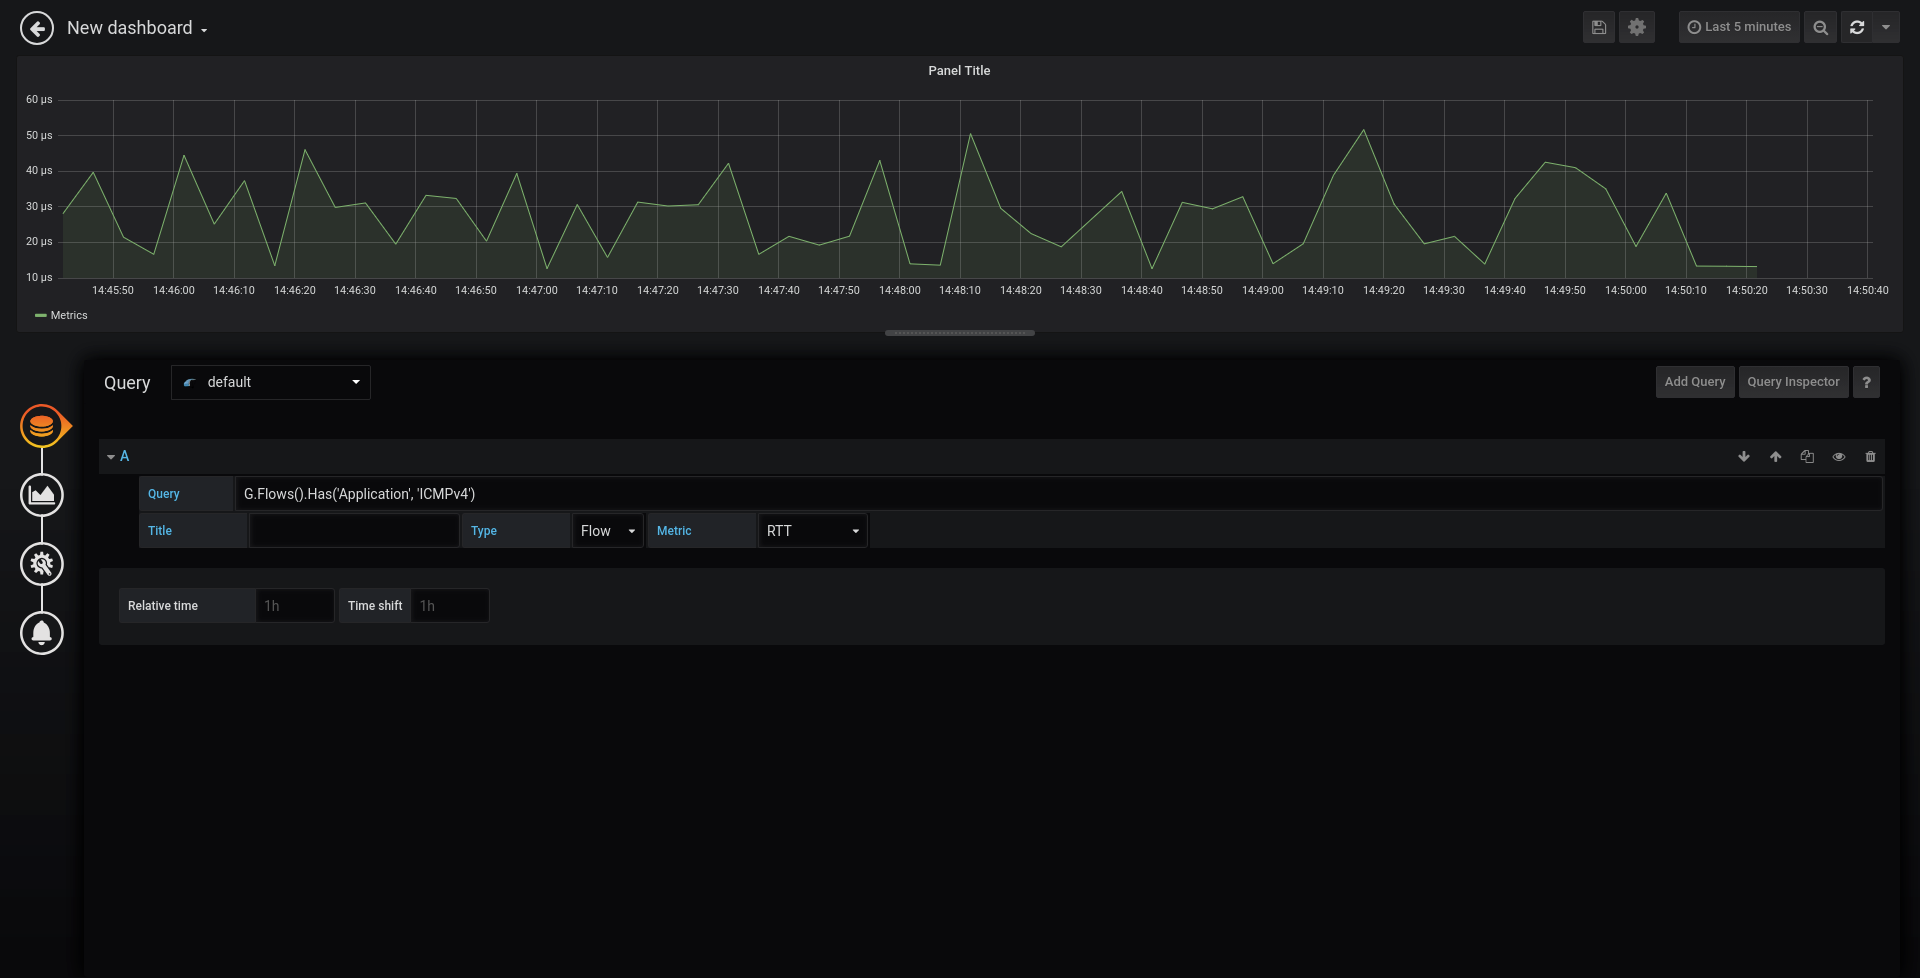 New dashboard
Last 5 minutes
Panel Title
60 µs
50 µs
40 µs
30 µs
20 µs
10 µs
14:45:50 14:46:00 14:46:10 14:46:20 14:46:30 14:46:40 14:46:50 14:47:00 14:47:10 14:47:20 14:47:30 14:47:40 14:47:50 14:48:00 14:48:10 14:48:20 14:48:30 14:48:40 14:48:50 14:49:00 14:49:10 14:49:20 14:49:30 14:49:40 14:49:50 14:50:00 14:50:10 14:50:20 14:50:30 14:50:40
Metrics
Query default Add Query Query Inspector ?
A
Query G.Flows().Has('Application', 'ICMPv4')
Title Type Flow Metric RTT
Relative time 1h Time shift 1h